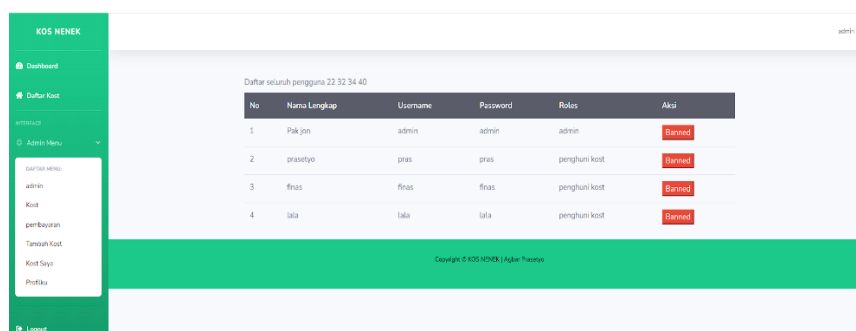 KOS NENEK
admin
Dashboard
Daftar Kost
INTERFACE
Admin Menu
DAFTAR MENU:
admin
Kost
pembayaran
Tambah Kost
Kost Saya
Profilku
Logout
Daftar seluruh pengguna 22 32 34 40
No Nama Lengkap Username Password Roles Aksi
1 Pak jon admin admin admin Banned
2 prasetyo pras pras penghuni kost Banned
3 finas finas finas penghuni kost Banned
4 lala lala lala penghuni kost Banned
Copyright © KOS NENEK | Agban Prasetyo